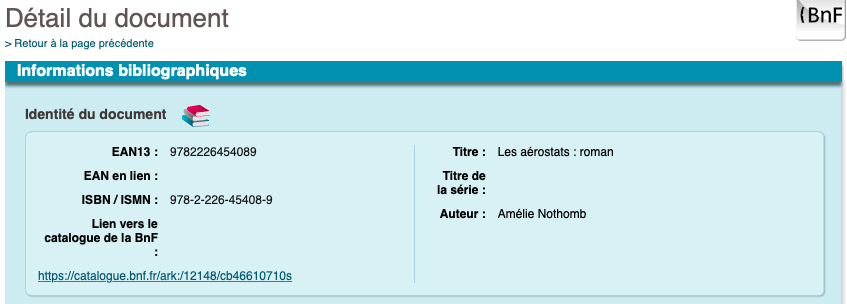 Détail du document
(BnF
> Retour à la page précédente
Informations bibliographiques
Identité du document
EAN13 : 9782226454089
EAN en lien :
ISBN / ISMN : 978-2-226-45408-9
Lien vers le
catalogue de la BnF
:
https://catalogue.bnf.fr/ark:/12148/cb46610710s
Titre : Les aérostats : roman
Titre de
la série :
Auteur : Amélie Nothomb